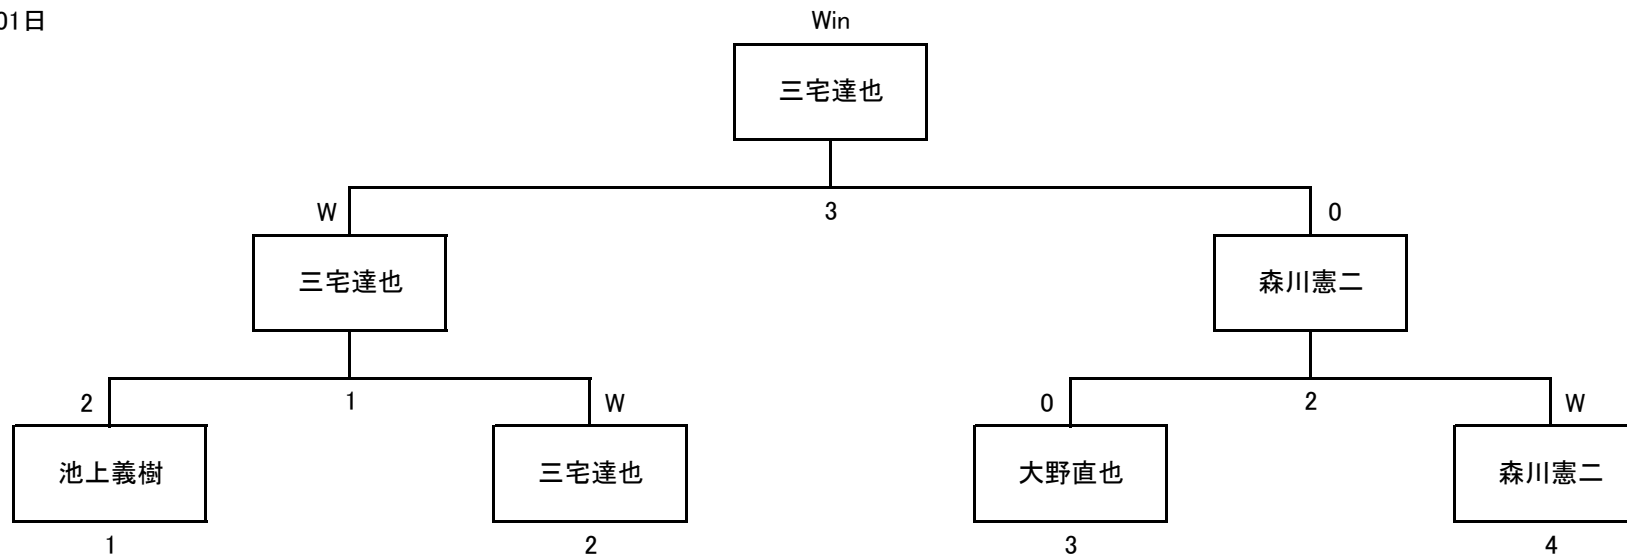 01日
Win
三宅達也
W 3 0
三宅達也 森川憲二
2 1 W 0 2 W
池上義樹 三宅達也 大野直也 森川憲二
1 2 3 4